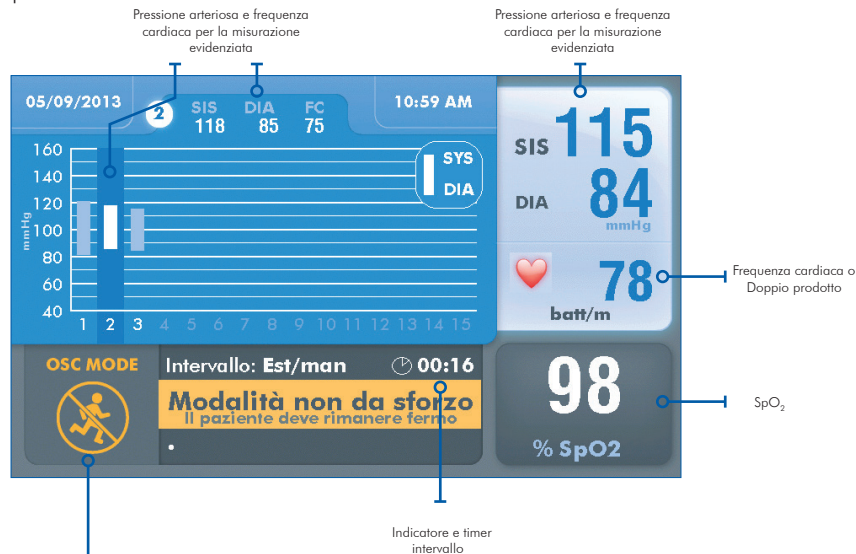 Pressione arteriosa e frequenza
cardiaca per la misurazione
evidenziata
Pressione arteriosa e frequenza
cardiaca per la misurazione
evidenziata
05/09/2013
2
SIS DIA FC
118 85 75
10:59 AM
SYS
DIA
mmHg
160
140
120
100
80
60
40
1 2 3 4 5 6 7 8 9 10 11 12 13 14 15
SIS 115
DIA 84
mmHg
78
batt/m
Frequenza cardiaca o
Doppio prodotto
OSC MODE
Intervallo: Est/man 00:16
Modalità non da sforzo
Il paziente deve rimanere fermo
98
% SpO2
SpO₂
Indicatore e timer
intervallo